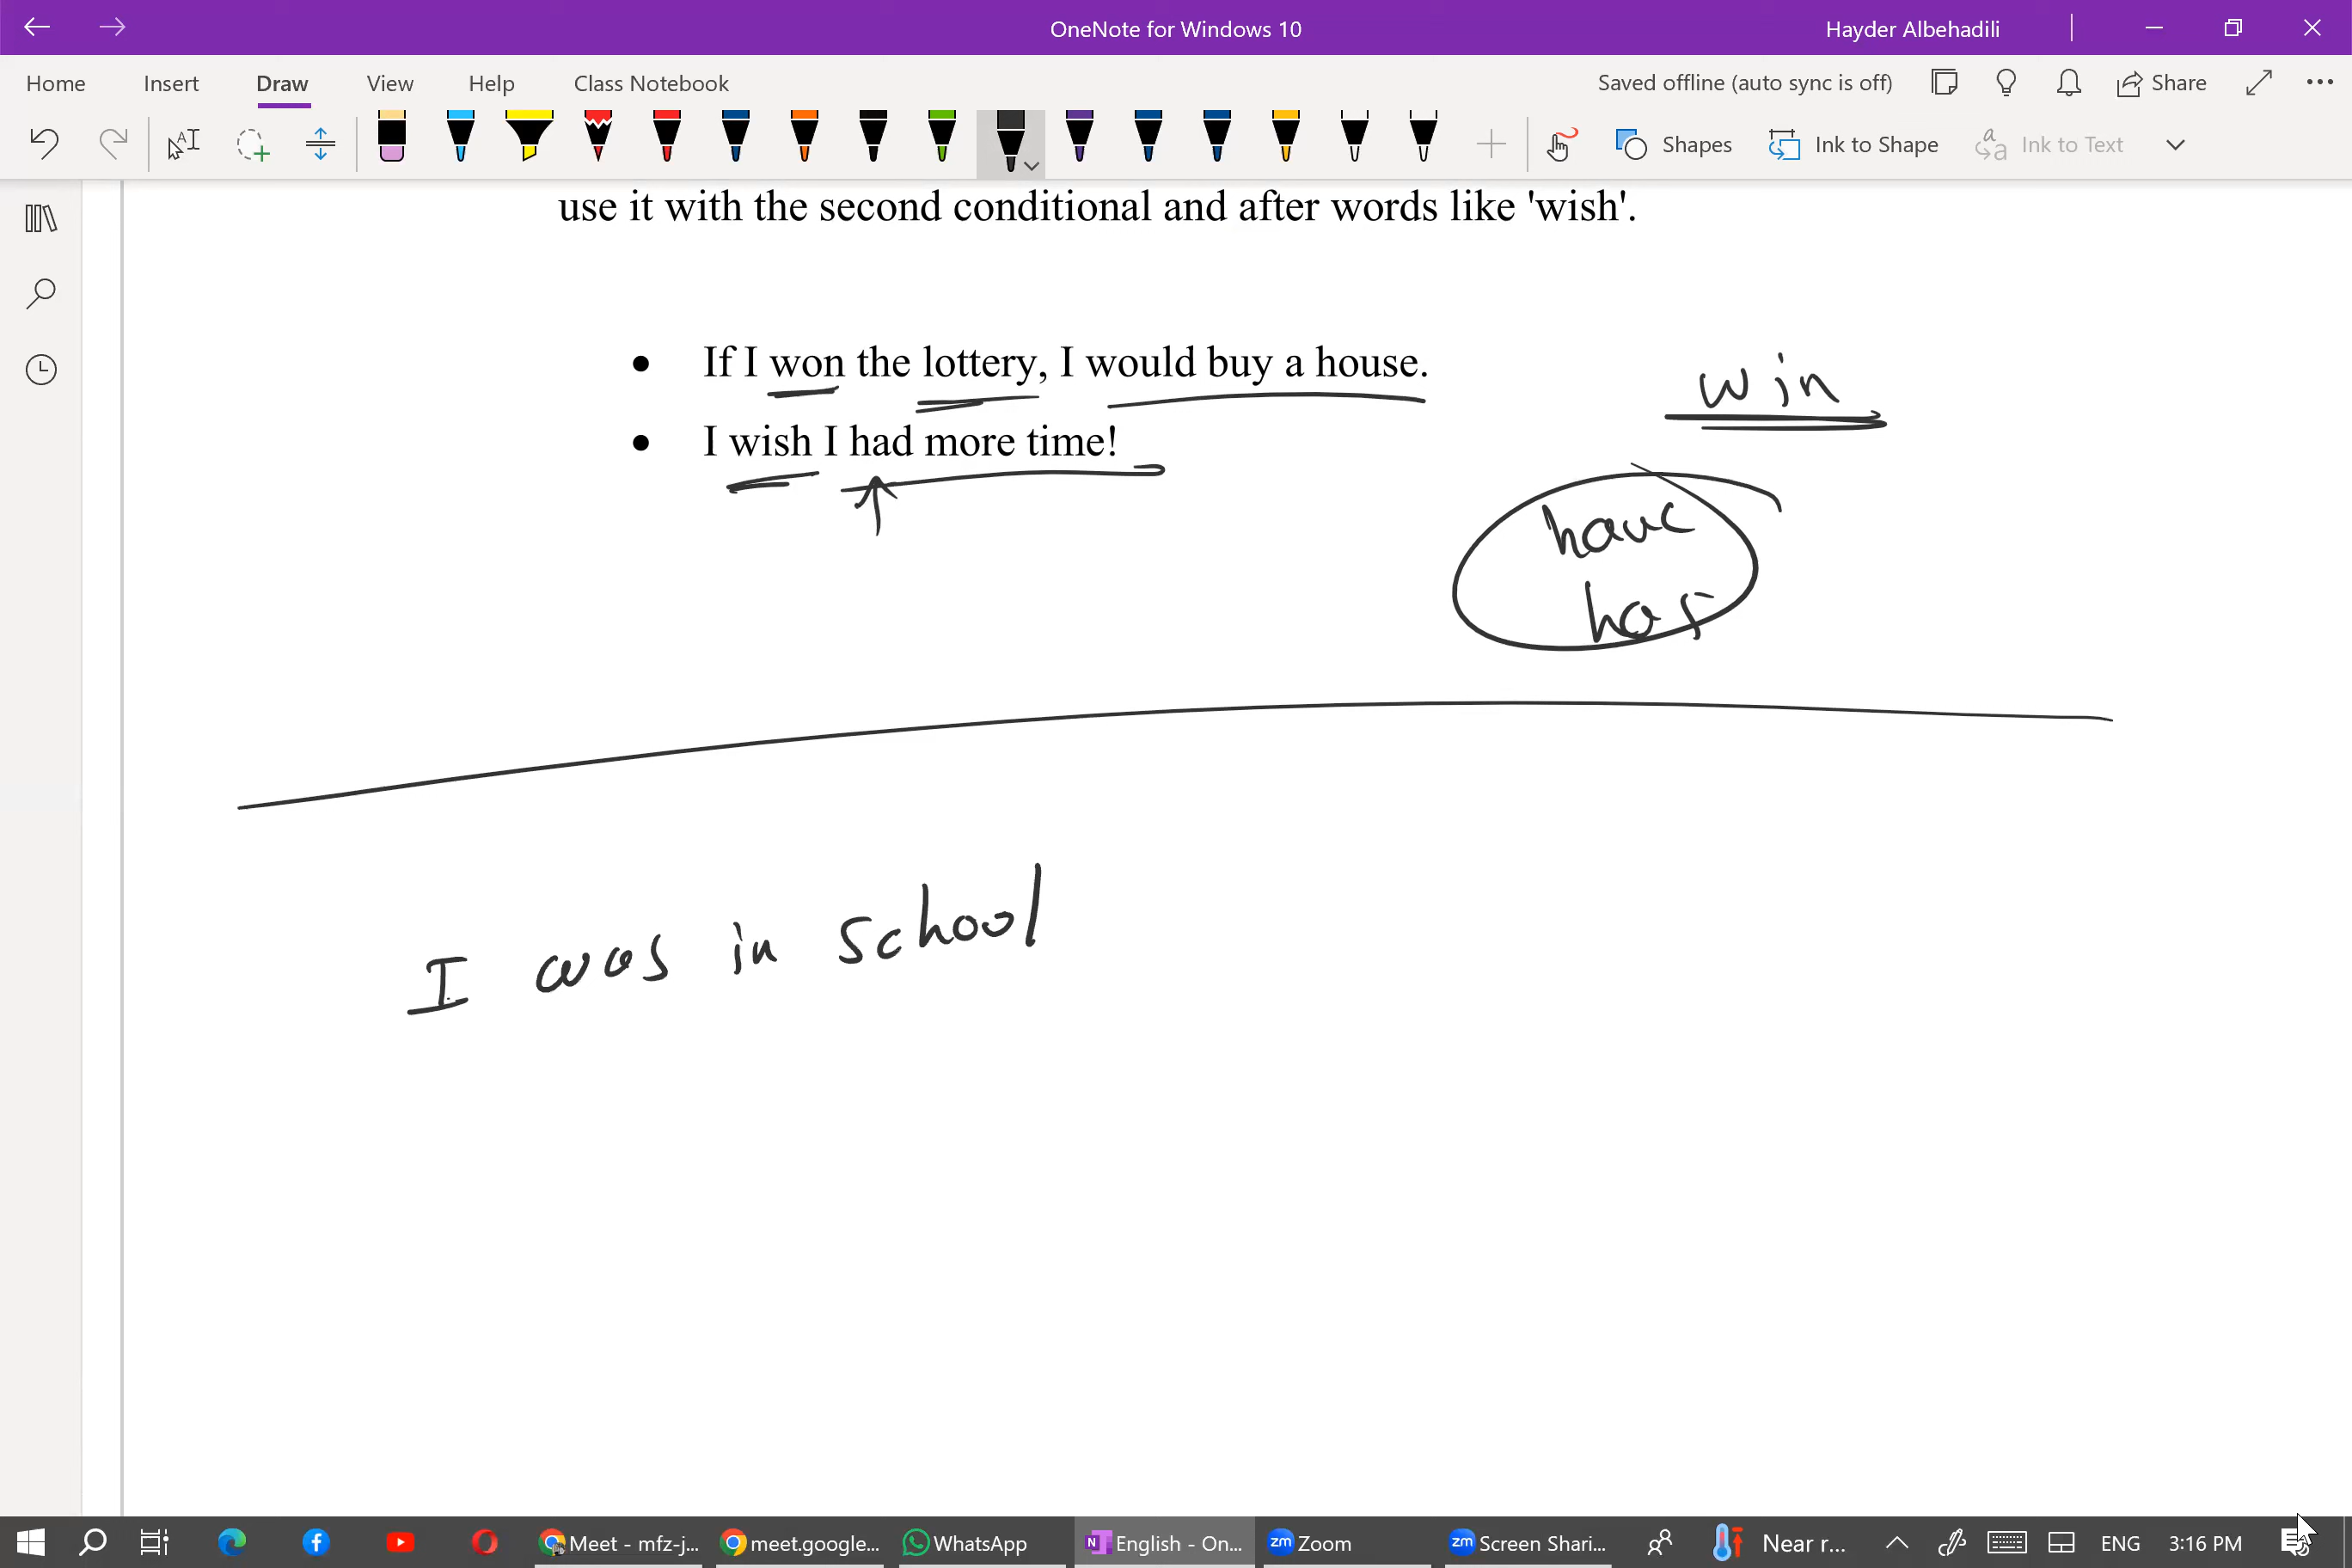 OneNote for Windows 10
Hayder Albehadili
Home Insert Draw View Help Class Notebook
Saved offline (auto sync is off)
Share
Shapes Ink to Shape Ink to Text
use it with the second conditional and after words like 'wish'.
• If I won the lottery, I would buy a house.
win
• I wish I had more time!
have
has
I was in school
Meet - mfz-j... meet.google... WhatsApp English - On... Zoom Screen Shari... Near r... ENG 3:16 PM